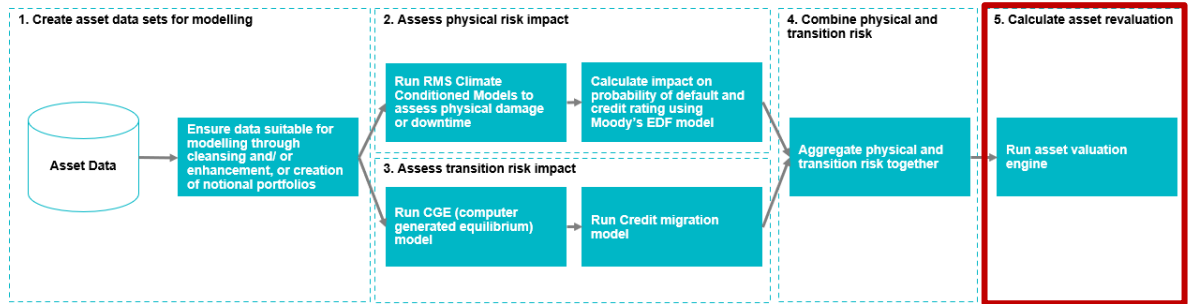 1. Create asset data sets for modelling
Asset Data
Ensure data suitable for
modelling through
cleansing and/ or
enhancement, or creation
of notional portfolios
2. Assess physical risk impact
Run RMS Climate
Conditioned Models to
assess physical damage
or downtime
Calculate impact on
probability of default and
credit rating using
Moody's EDF model
3. Assess transition risk impact
Run CGE (computer
generated equilibrium)
model
Run Credit migration
model
4. Combine physical and
transition risk
Aggregate physical and
transition risk together
5. Calculate asset revaluation
Run asset valuation
engine